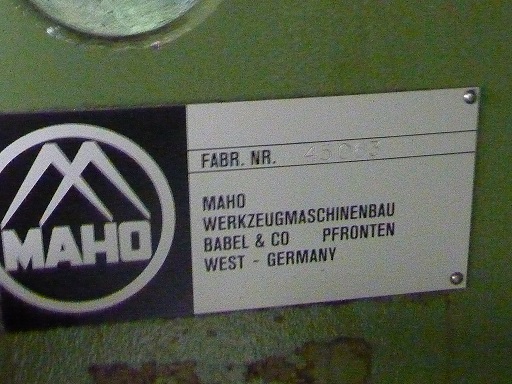 MAHO
FABR. NR.
MAHO
WERKZEUGMASCHINENBAU
BABEL & CO PFRONTEN
WEST - GERMANY